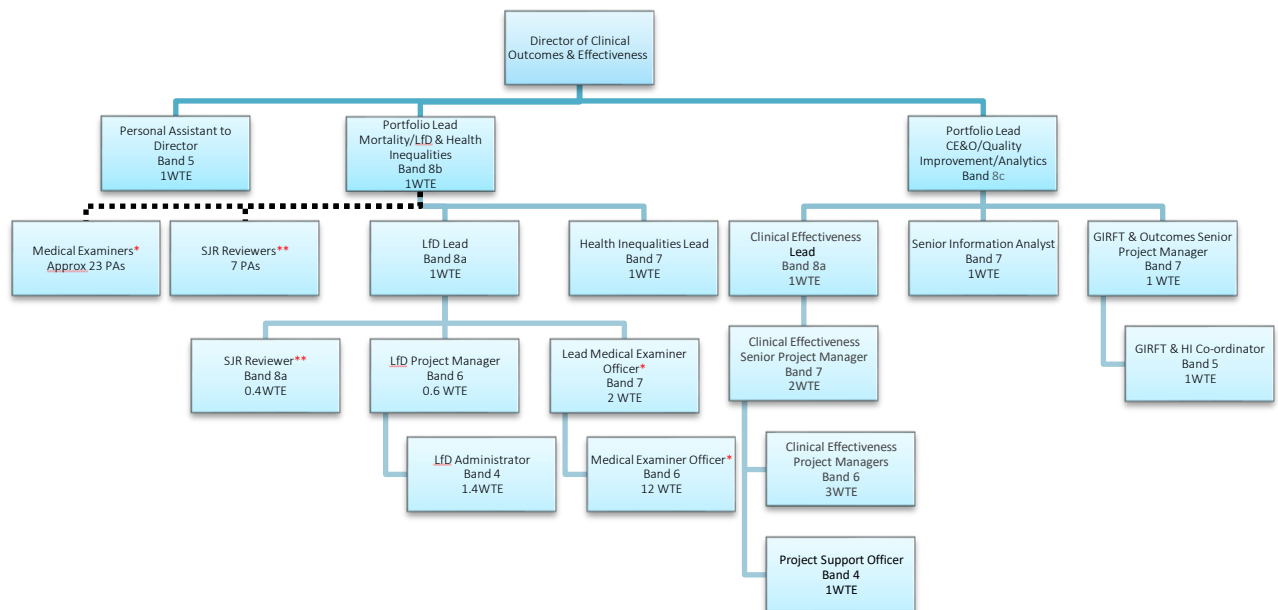 Director of Clinical
Outcomes & Effectiveness
Personal Assistant to
Director
Band 5
1WTE
Portfolio Lead
Mortality/LfD & Health
Inequalities
Band 8b
1WTE
Portfolio Lead
CE&O/Quality
Improvement/Analytics
Band 8c
Medical Examiners*
Approx 23 PAs
SJR Reviewers**
7 PAs
LfD Lead
Band 8a
1WTE
Health Inequalities Lead
Band 7
1WTE
Clinical Effectiveness
Lead
Band 8a
1WTE
Senior Information Analyst
Band 7
1WTE
GIRFT & Outcomes Senior
Project Manager
Band 7
1 WTE
SJR Reviewer**
Band 8a
0.4WTE
LfD Project Manager
Band 6
0.6 WTE
Lead Medical Examiner
Officer*
Band 7
2 WTE
Clinical Effectiveness
Senior Project Manager
Band 7
2WTE
GIRFT & HI Co-ordinator
Band 5
1WTE
LfD Administrator
Band 4
1.4WTE
Medical Examiner Officer*
Band 6
12 WTE
Clinical Effectiveness
Project Managers
Band 6
3WTE
Project Support Officer
Band 4
1WTE